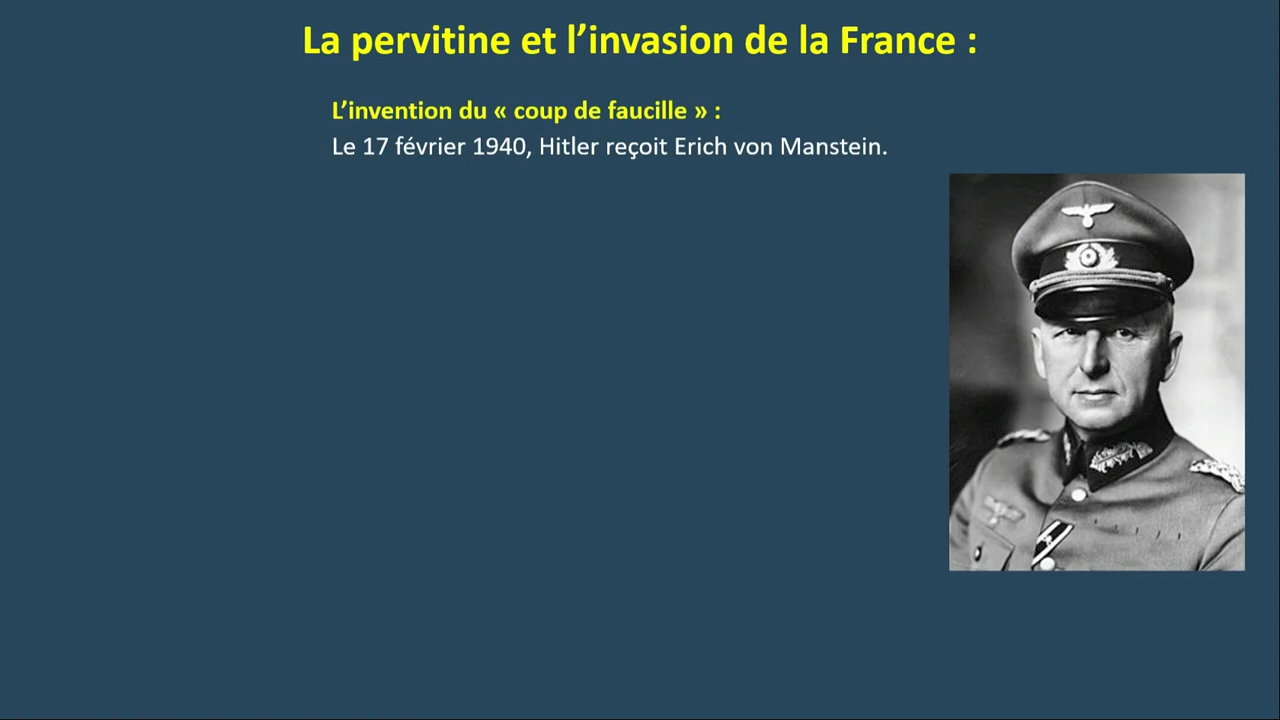 La pervitine et l’invasion de la France :
L’invention du « coup de faucille » :
Le 17 février 1940, Hitler reçoit Erich von Manstein.